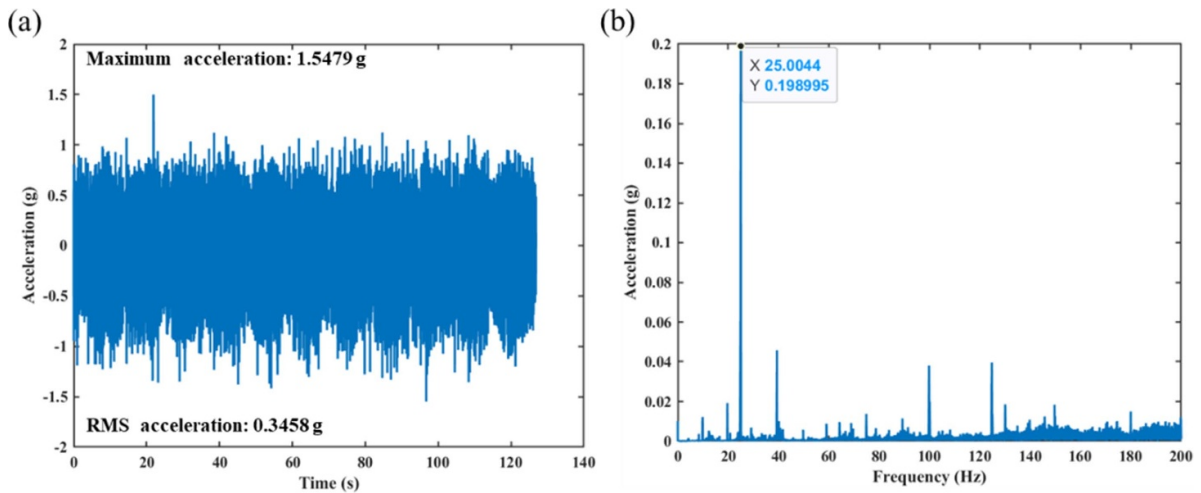 (a)
Maximum acceleration: 1.5479 g
RMS acceleration: 0.3458 g
2
1.5
1
0.5
0
-0.5
-1
-1.5
-2
Acceleration (g)
0 20 40 60 80 100 120 140
Time (s)
(b)
X 25.0044
Y 0.198995
0.2
0.18
0.16
0.14
0.12
0.1
0.08
0.06
0.04
0.02
0
Acceleration (g)
0 20 40 60 80 100 120 140 160 180 200
Frequency (Hz)